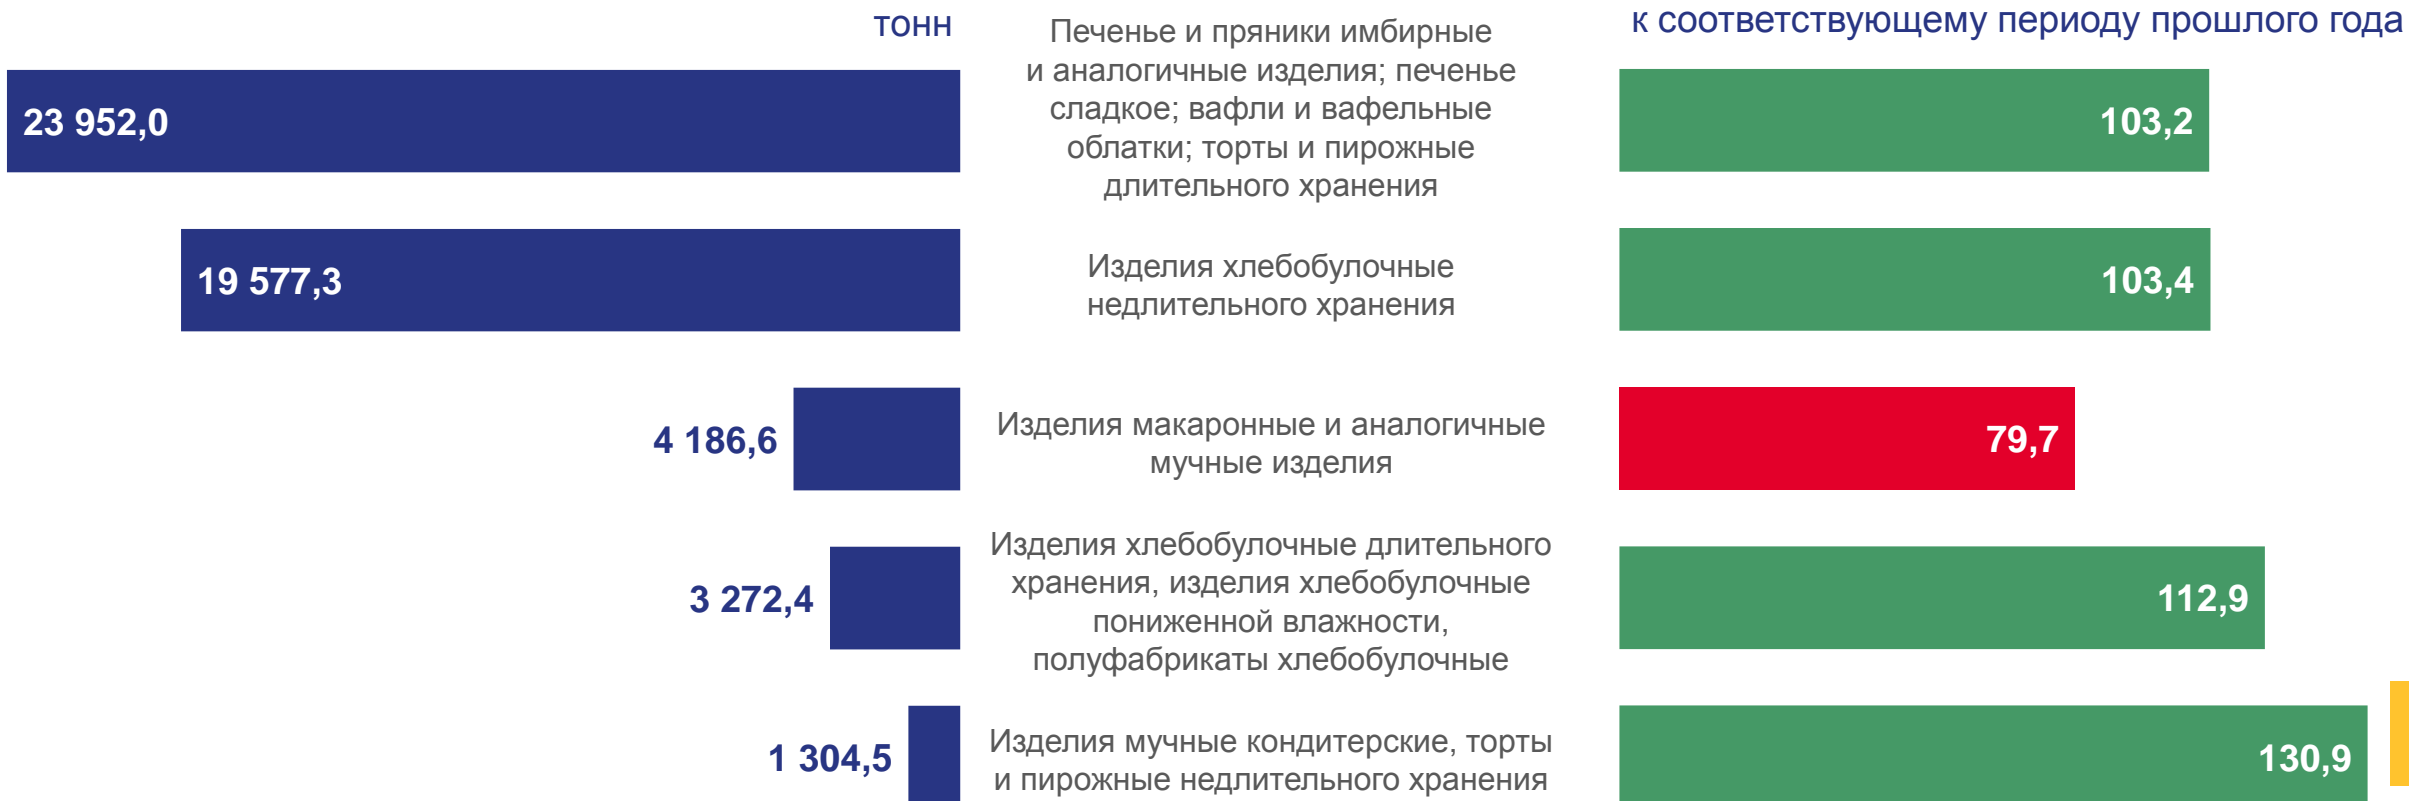 тонн
к соответствующему периоду прошлого года
23 952,0
Печенье и пряники имбирные
и аналогичные изделия; печенье
сладкое; вафли и вафельные
облатки; торты и пирожные
длительного хранения
103,2
19 577,3
Изделия хлебобулочные
недлительного хранения
103,4
4 186,6
Изделия макаронные и аналогичные
мучные изделия
79,7
3 272,4
Изделия хлебобулочные длительного
хранения, изделия хлебобулочные
пониженной влажности,
полуфабрикаты хлебобулочные
112,9
1 304,5
Изделия мучные кондитерские, торты
и пирожные недлительного хранения
130,9